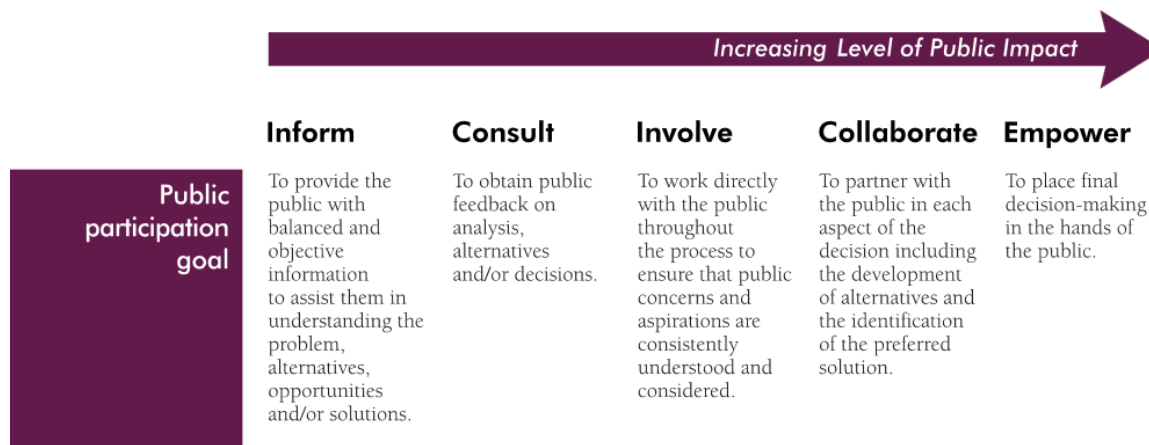 Increasing Level of Public Impact
Inform
Consult
Involve
Collaborate
Empower
Public
participation
goal
To provide the
public with
balanced and
objective
information
to assist them in
understanding the
problem,
alternatives,
opportunities
and/or solutions.
To obtain public
feedback on
analysis,
alternatives
and/or decisions.
To work directly
with the public
throughout
the process to
ensure that public
concerns and
aspirations are
consistently
understood and
considered.
To partner with
the public in each
aspect of the
decision including
the development
of alternatives and
the identification
of the preferred
solution.
To place final
decision-making
in the hands of
the public.